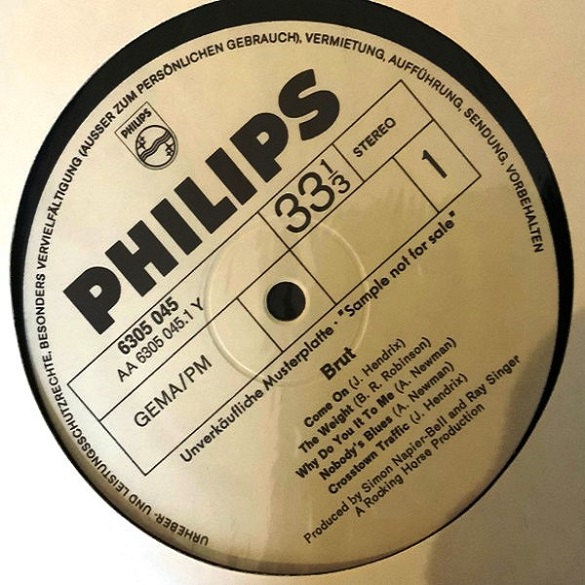 URHEBER- UND LEISTUNGSSCHUTZRECHTE, BESONDERS VERVIELFÄLTIGUNG (AUSSER ZUM PERSÖNLICHEN GEBRAUCH), VERMIETUNG, AUFFÜHRUNG, SENDUNG, VORBEHALTEN
PHILIPS
PHILIPS
33 1/3
STEREO
1
6305 045
AA 6305 045.1 Y
GEMA/PM
Unverkäufliche Musterplatte · "Sample not for sale"
Brut
Come On (J. Hendrix)
The Weight (B. R. Robinson)
Why Do You It To Me (A. Newman)
Nobody's Blues (A. Newman)
Crosstown Traffic (J. Hendrix)
Produced by Simon Napier-Bell and Ray Singer
A Rocking Horse Production